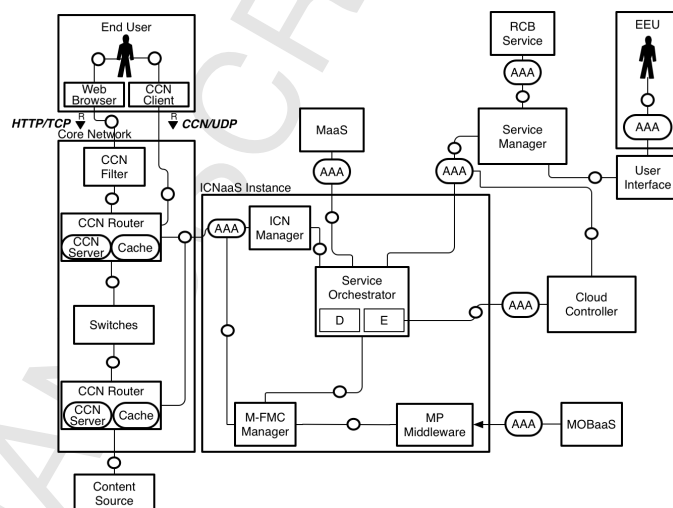 End User
Web
Browser
CCN
Client
HTTP/TCP
R
R
CCN/UDP
Core Network
CCN
Filter
CCN Router
CCN
Server
Cache
Switches
CCN Router
CCN
Server
Cache
Content
Source
ICNaaS Instance
AAA
ICN
Manager
MaaS
AAA
Service
Orchestrator
D
E
M-FMC
Manager
MP
Middleware
AAA
MOBaaS
RCB
Service
AAA
Service
Manager
AAA
AAA
Cloud
Controller
EEU
AAA
User
Interface